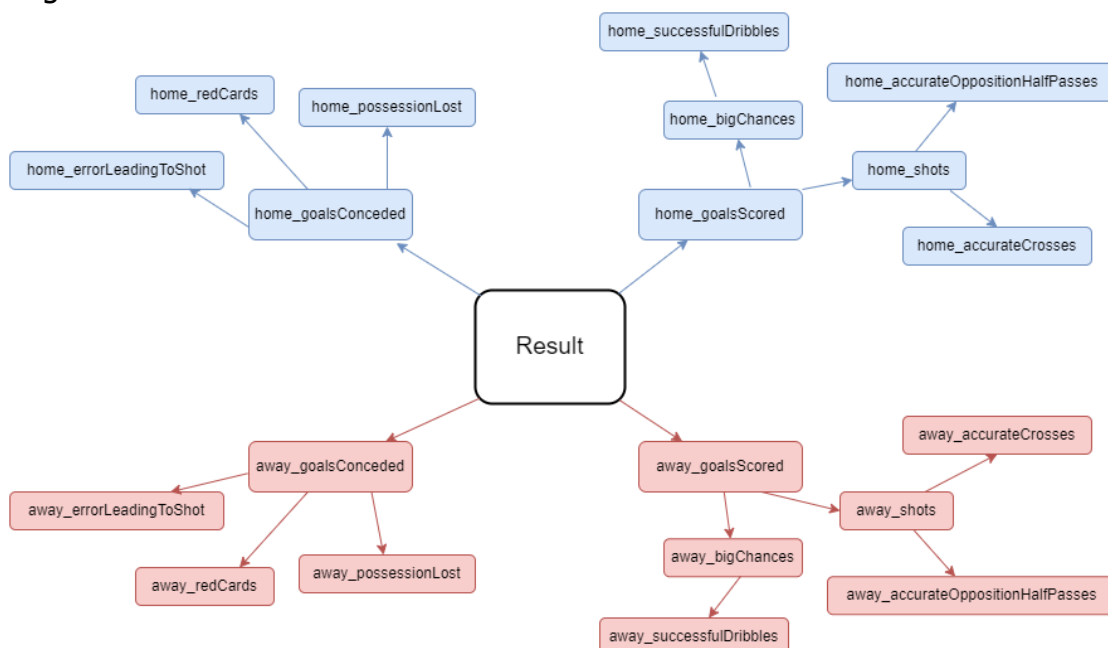 home_successfulDribbles
home_redCards
home_accurateOppositionHalfPasses
home_possessionLost
home_bigChances
home_errorLeadingToShot
home_shots
home_goalsConceded
home_goalsScored
home_accurateCrosses
Result
away_accurateCrosses
away_goalsConceded
away_goalsScored
away_errorLeadingToShot
away_shots
away_bigChances
away_redCards
away_possessionLost
away_accurateOppositionHalfPasses
away_successfulDribbles